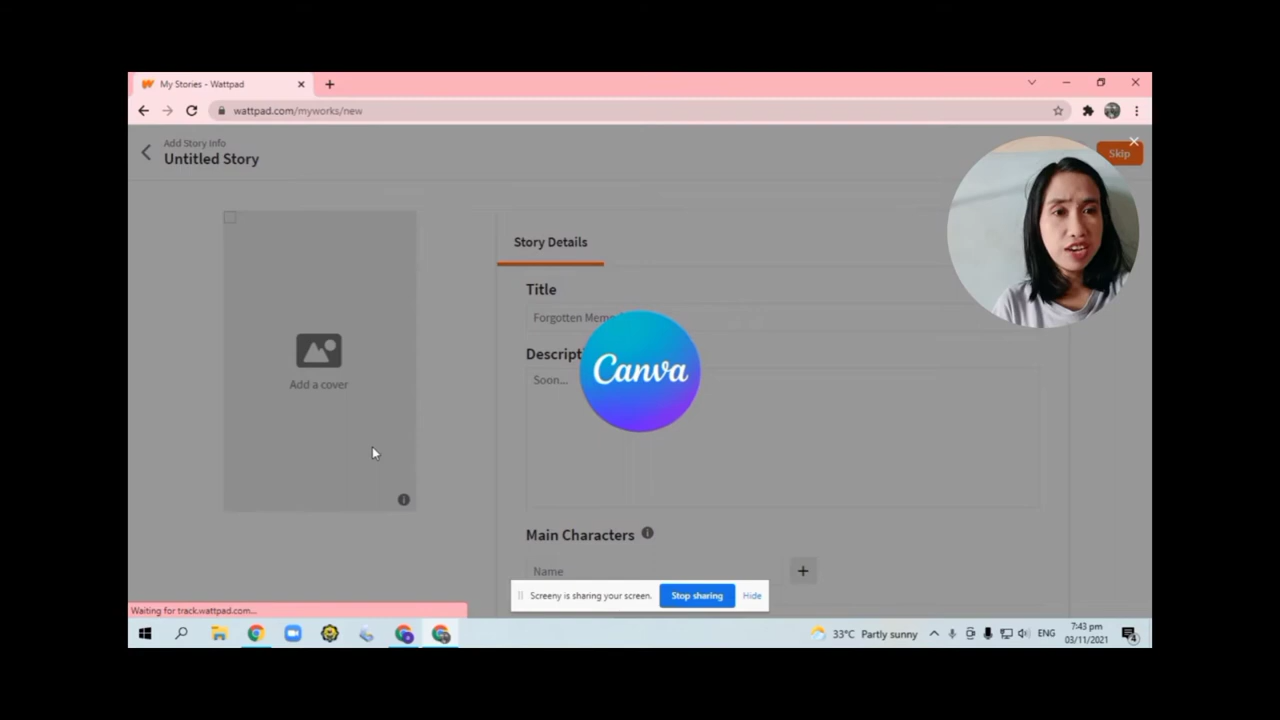 My Stories - Wattpad
wattpad.com/myworks/new
Add Story Info
Untitled Story
Skip
Story Details
Title
Forgotten
Canva
Soon...
Add a cover
Main Characters
Name
Screeny is sharing your screen.
Stop sharing
Hide
Waiting for track.wattpad.com...
33°C Partly sunny
ENG
7:43 pm
03/11/2021
4